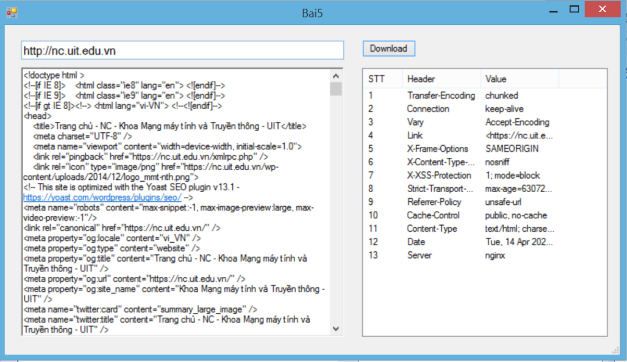 Bai5
http://nc.uit.edu.vn
Download
<!doctype html >
<!--[if IE 8]>    <html class="ie8" lang="en"> <![endif]-->
<!--[if IE 9]>    <html class="ie9" lang="en"> <![endif]-->
<!--[if gt IE 8]><!--> <html lang="vi-VN"> <!--<![endif]-->
<head>
    <title>Trang chủ - NC - Khoa Mạng máy tính và Truyền thông - UIT</title>
    <meta charset="UTF-8" />
    <meta name="viewport" content="width=device-width, initial-scale=1.0">
    <link rel="pingback" href="https://nc.uit.edu.vn/xmlrpc.php" />
    <link rel="icon" type="image/png" href="https://nc.uit.edu.vn/wp-
content/uploads/2014/12/logo_mmt-nth.png">
<!-- This site is optimized with the Yoast SEO plugin v13.1 -
https://yoast.com/wordpress/plugins/seo/ -->
<meta name="robots" content="max-snippet:-1, max-image-preview:large, max-
video-preview:-1"/>
<link rel="canonical" href="https://nc.uit.edu.vn/" />
<meta property="og:locale" content="vi_VN" />
<meta property="og:type" content="website" />
<meta property="og:title" content="Trang chủ - NC - Khoa Mạng máy tính và
Truyền thông - UIT" />
<meta property="og:url" content="https://nc.uit.edu.vn/" />
<meta property="og:site_name" content="Khoa Mạng máy tính và Truyền thông -
UIT" />
<meta name="twitter:card" content="summary_large_image" />
<meta name="twitter:title" content="Trang chủ - NC - Khoa Mạng máy tính và
Truyền thông - UIT" />
STT Header Value
1 Transfer-Encoding chunked
2 Connection keep-alive
3 Vary Accept-Encoding
4 Link <https://nc.uit.e...
5 X-Frame-Options SAMEORIGIN
6 X-Content-Type-... nosniff
7 X-XSS-Protection 1; mode=block
8 Strict-Transport-... max-age=63072...
9 Referrer-Policy unsafe-url
10 Cache-Control public, no-cache
11 Content-Type text/html; charse...
12 Date Tue, 14 Apr 202...
13 Server nginx